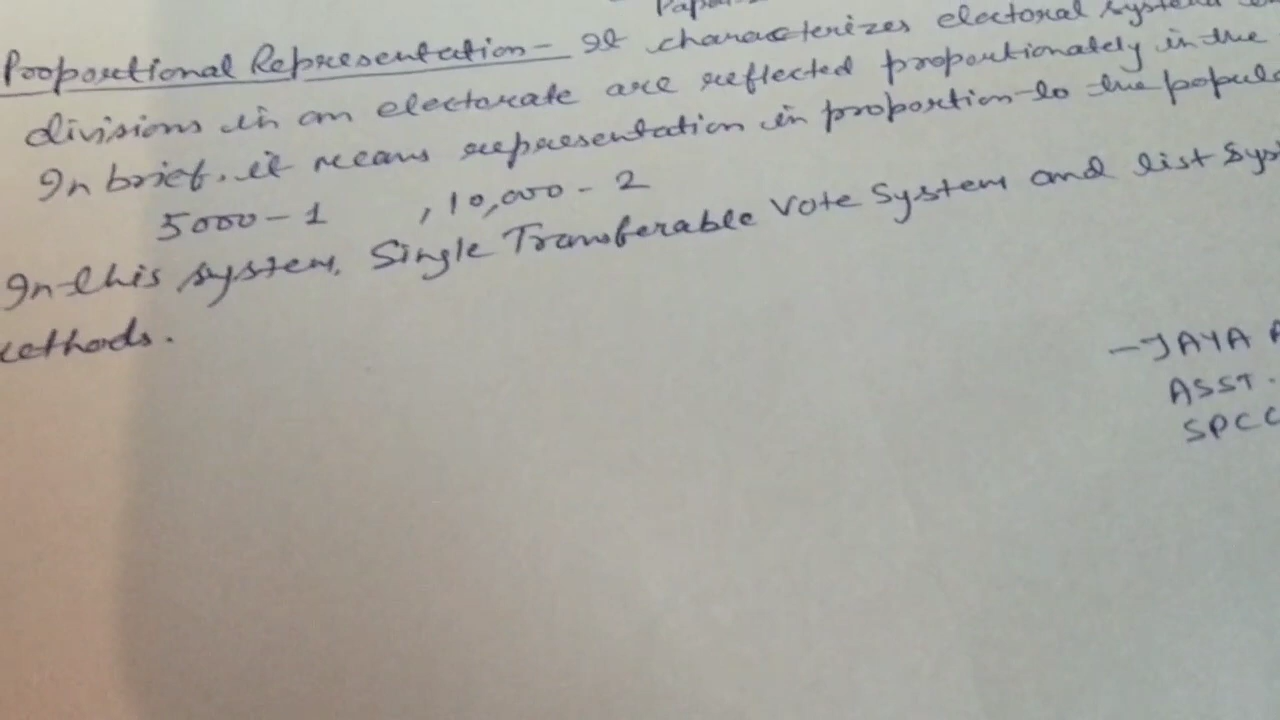 Proportional Representation - It characterizes electoral system
divisions in an electorate are reflected proportionately in the
In brief, it means representation in proportion to the
5000 - 1 , 10,000 - 2
In this system, Single Transferable Vote System and list
- JAYA
ASST.
SPCC